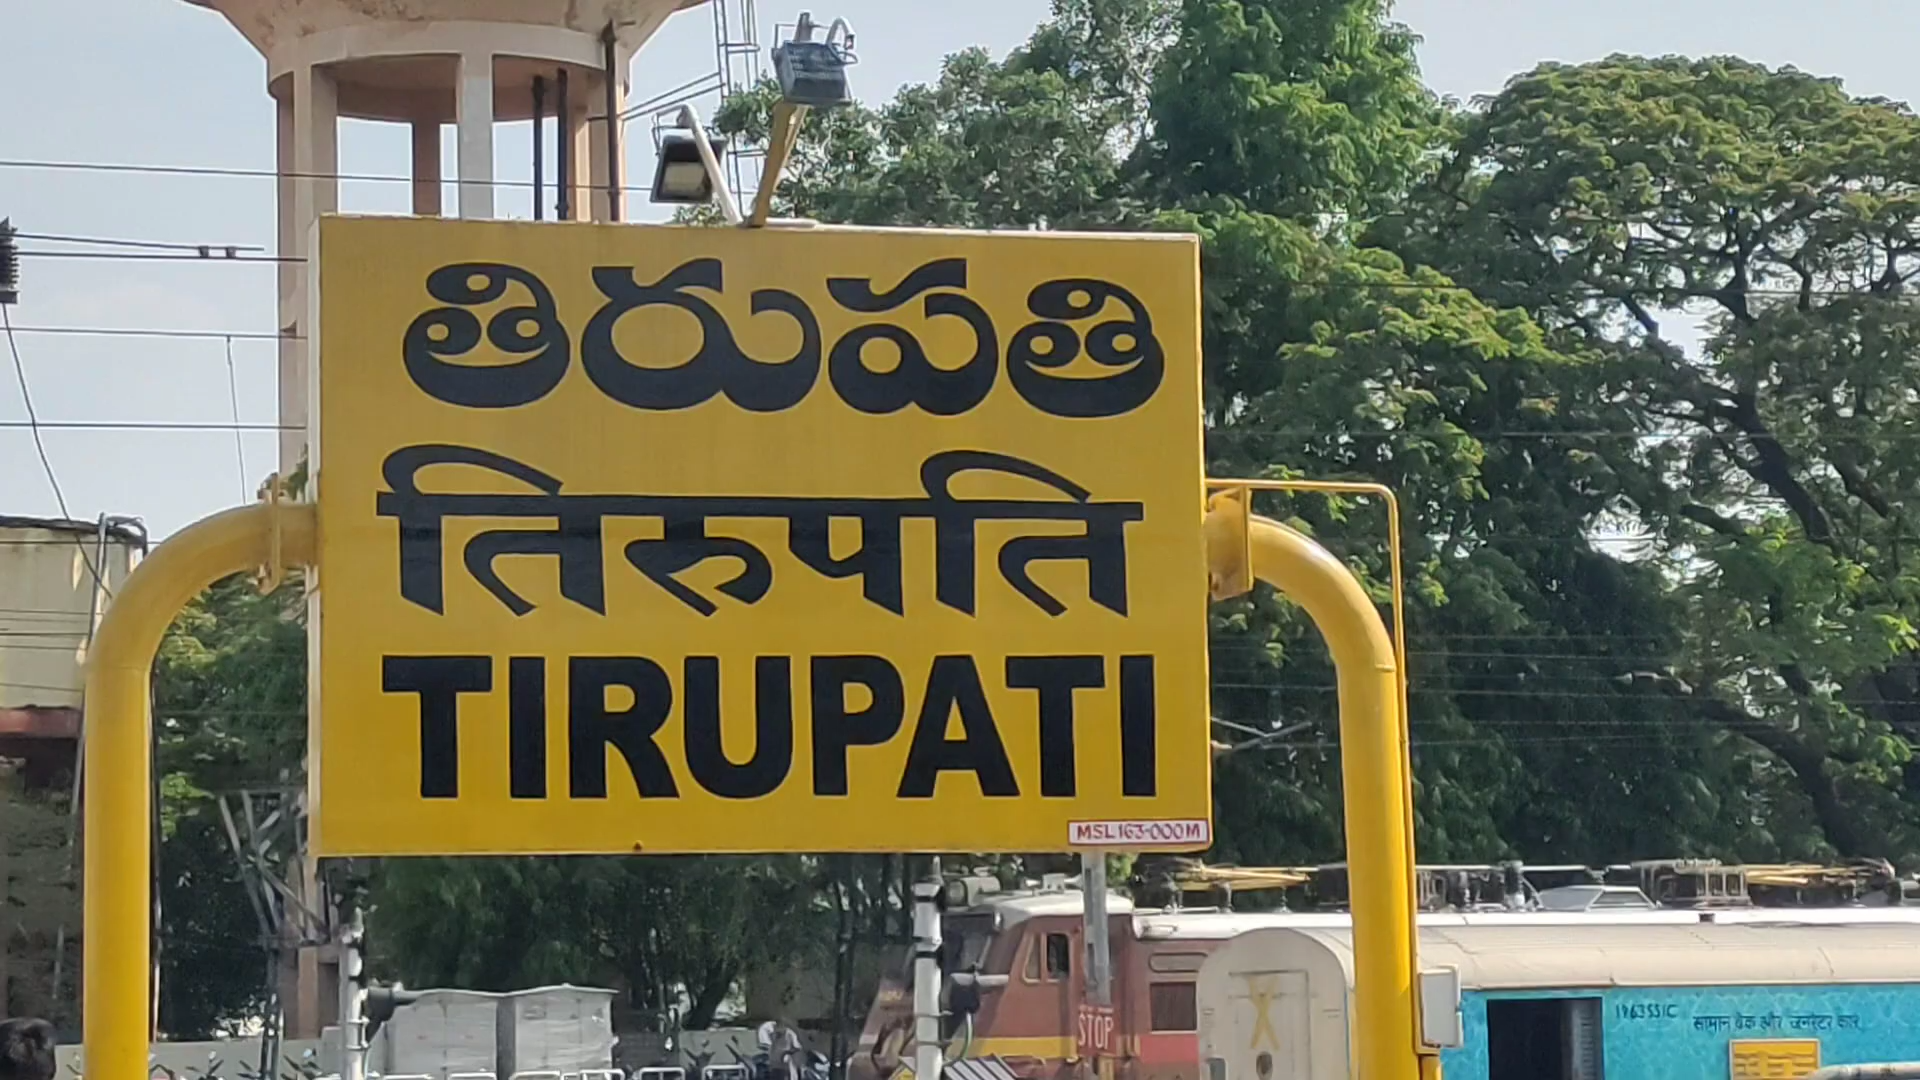 తిరుపతి
तिरुपति
TIRUPATI
MSL 163-000M
STOP
सामान ब्रेक और जनरेटर कार